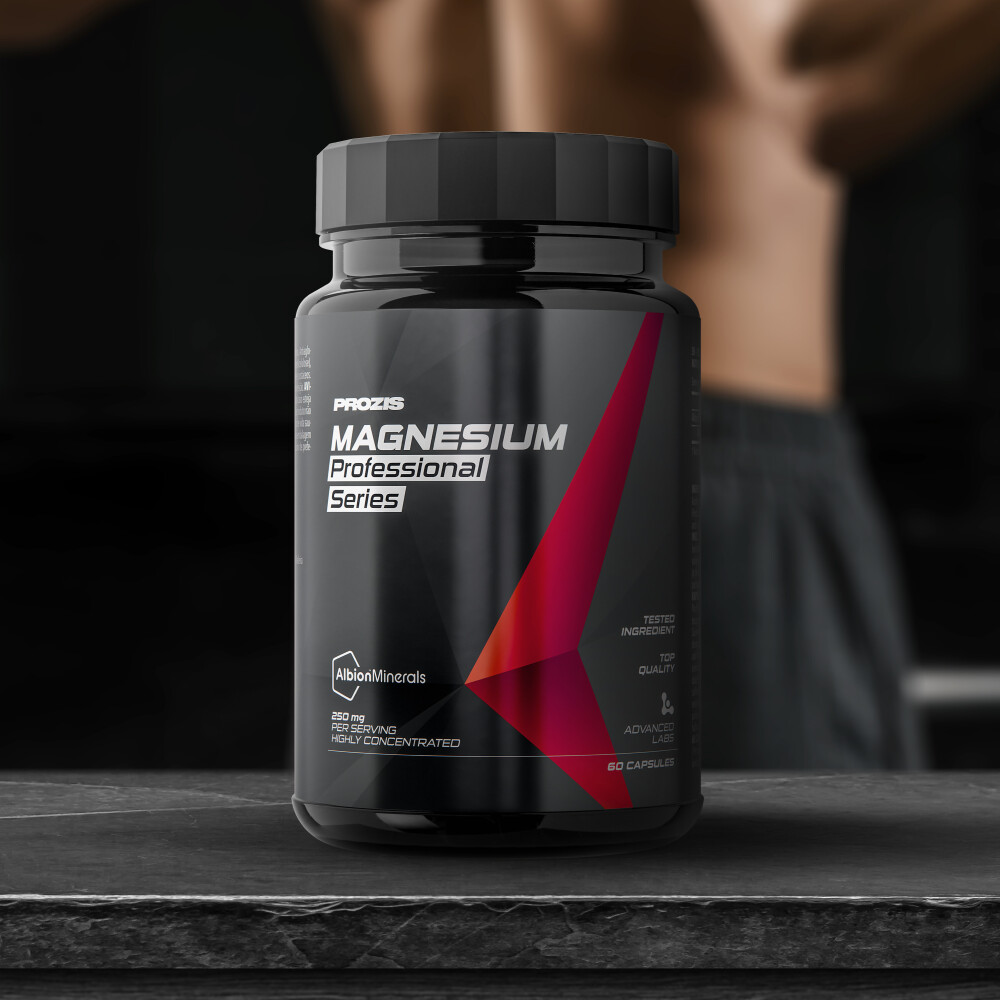 PROZIS
MAGNESIUM
Professional
Series
AlbionMinerals
250 mg
PER SERVING
HIGHLY CONCENTRATED
TESTED
INGREDIENT
TOP
QUALITY
ADVANCED
LABS
60 CAPSULES